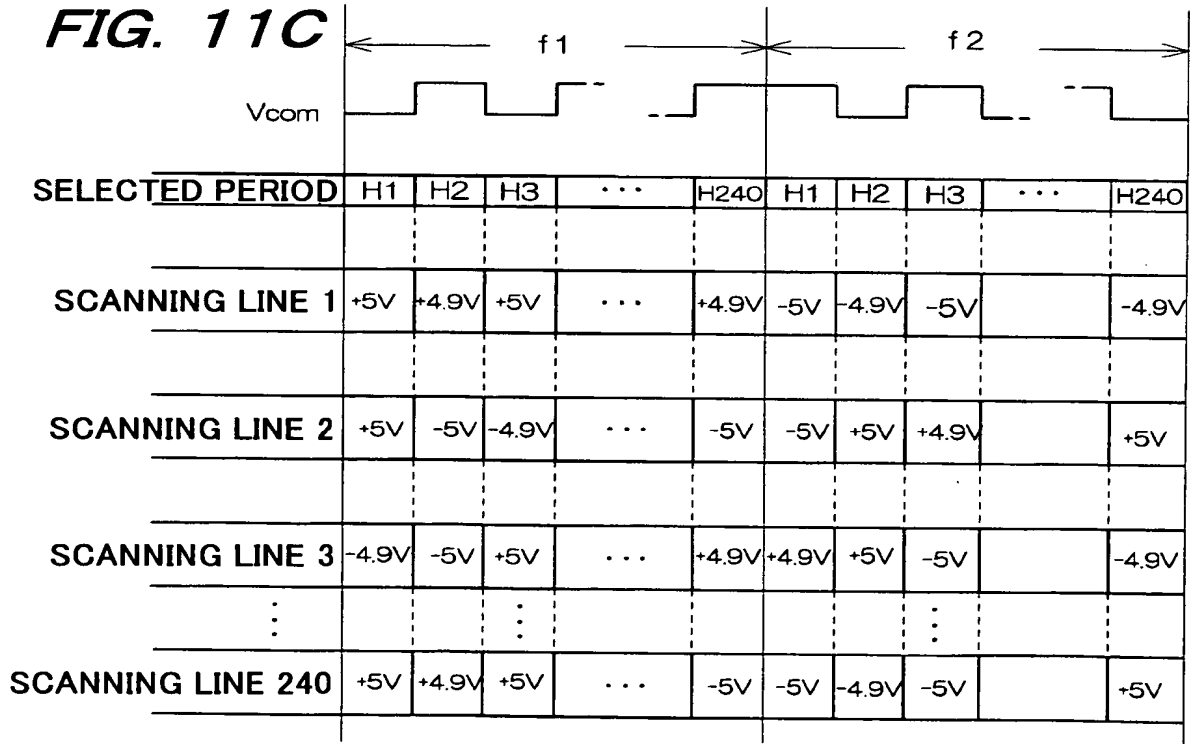 FIG. 11C
f1 f2
Vcom
SELECTED PERIOD H1 H2 H3 ··· H240 H1 H2 H3 ··· H240
SCANNING LINE 1 +5V +4.9V +5V ··· +4.9V -5V -4.9V -5V -4.9V
SCANNING LINE 2 +5V -5V -4.9V ··· -5V -5V +5V +4.9V +5V
SCANNING LINE 3 -4.9V -5V +5V ··· +4.9V +4.9V +5V -5V -4.9V
SCANNING LINE 240 +5V +4.9V +5V ··· -5V -5V -4.9V -5V +5V